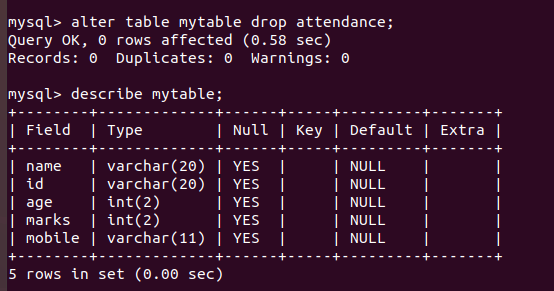 mysql> alter table mytable drop attendance;
Query OK, 0 rows affected (0.58 sec)
Records: 0  Duplicates: 0  Warnings: 0

mysql> describe mytable;
+--------+-------------+------+-----+---------+-------+
| Field  | Type        | Null | Key | Default | Extra |
+--------+-------------+------+-----+---------+-------+
| name   | varchar(20) | YES  |     | NULL    |       |
| id     | varchar(20) | YES  |     | NULL    |       |
| age    | int(2)      | YES  |     | NULL    |       |
| marks  | int(2)      | YES  |     | NULL    |       |
| mobile | varchar(11) | YES  |     | NULL    |       |
+--------+-------------+------+-----+---------+-------+
5 rows in set (0.00 sec)